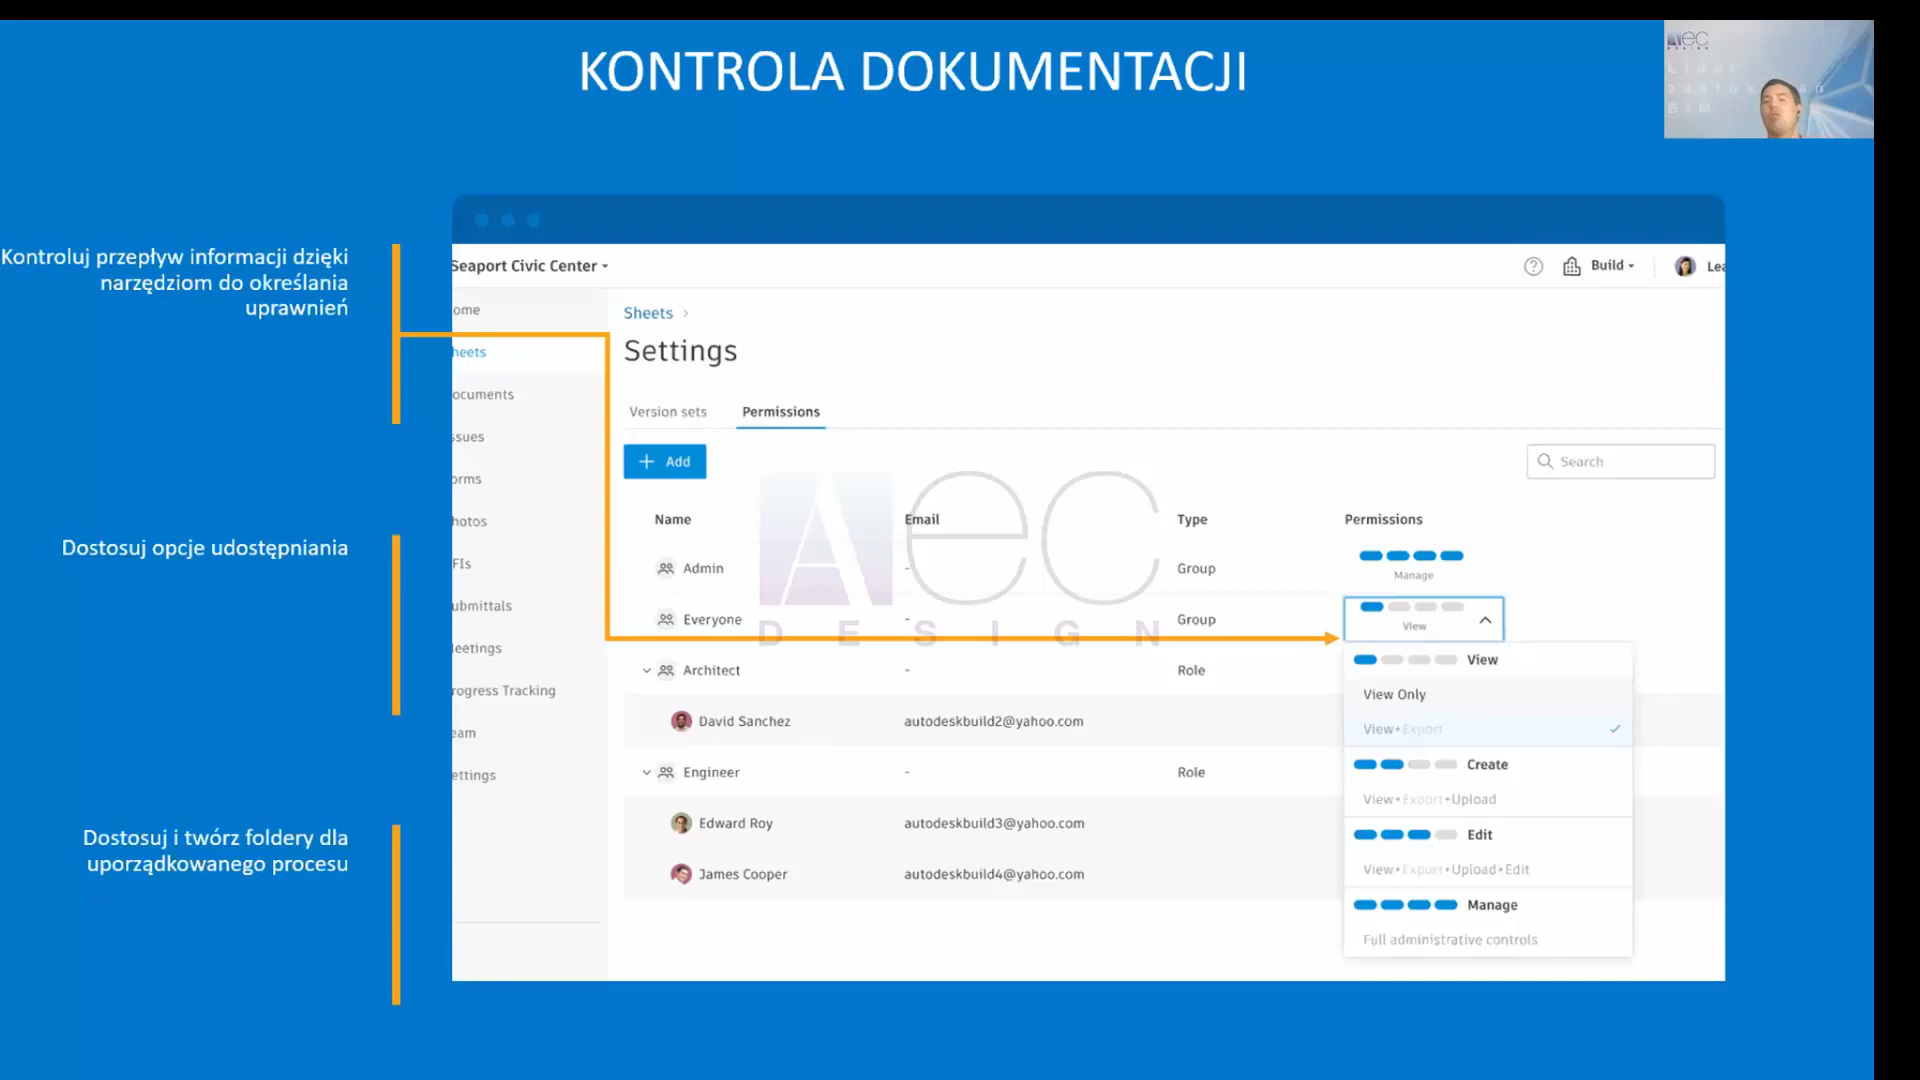 KONTROLA DOKUMENTACJI
AEC
Kontroluj przepływ informacji dzięki
narzędziom do określania
uprawnień
Dostosuj opcje udostępniania
Dostosuj i twórz foldery dla
uporządkowanego procesu
Seaport Civic Center
Build
Lea
ome
heets
ocuments
ssues
orms
hotos
FIs
ubmittals
eetings
rogress Tracking
eam
ettings
Sheets >
Settings
Version sets Permissions
+ Add
Search
Name Email Type Permissions
Admin - Group Manage
Everyone - Group View
Architect - Role
David Sanchez autodeskbuild2@yahoo.com
Engineer - Role
Edward Roy autodeskbuild3@yahoo.com
James Cooper autodeskbuild4@yahoo.com
View
View Only
View+Export
Create
View+Export+Upload
Edit
View+Export+Upload+Edit
Manage
Full administrative controls
AEC
DESIGN